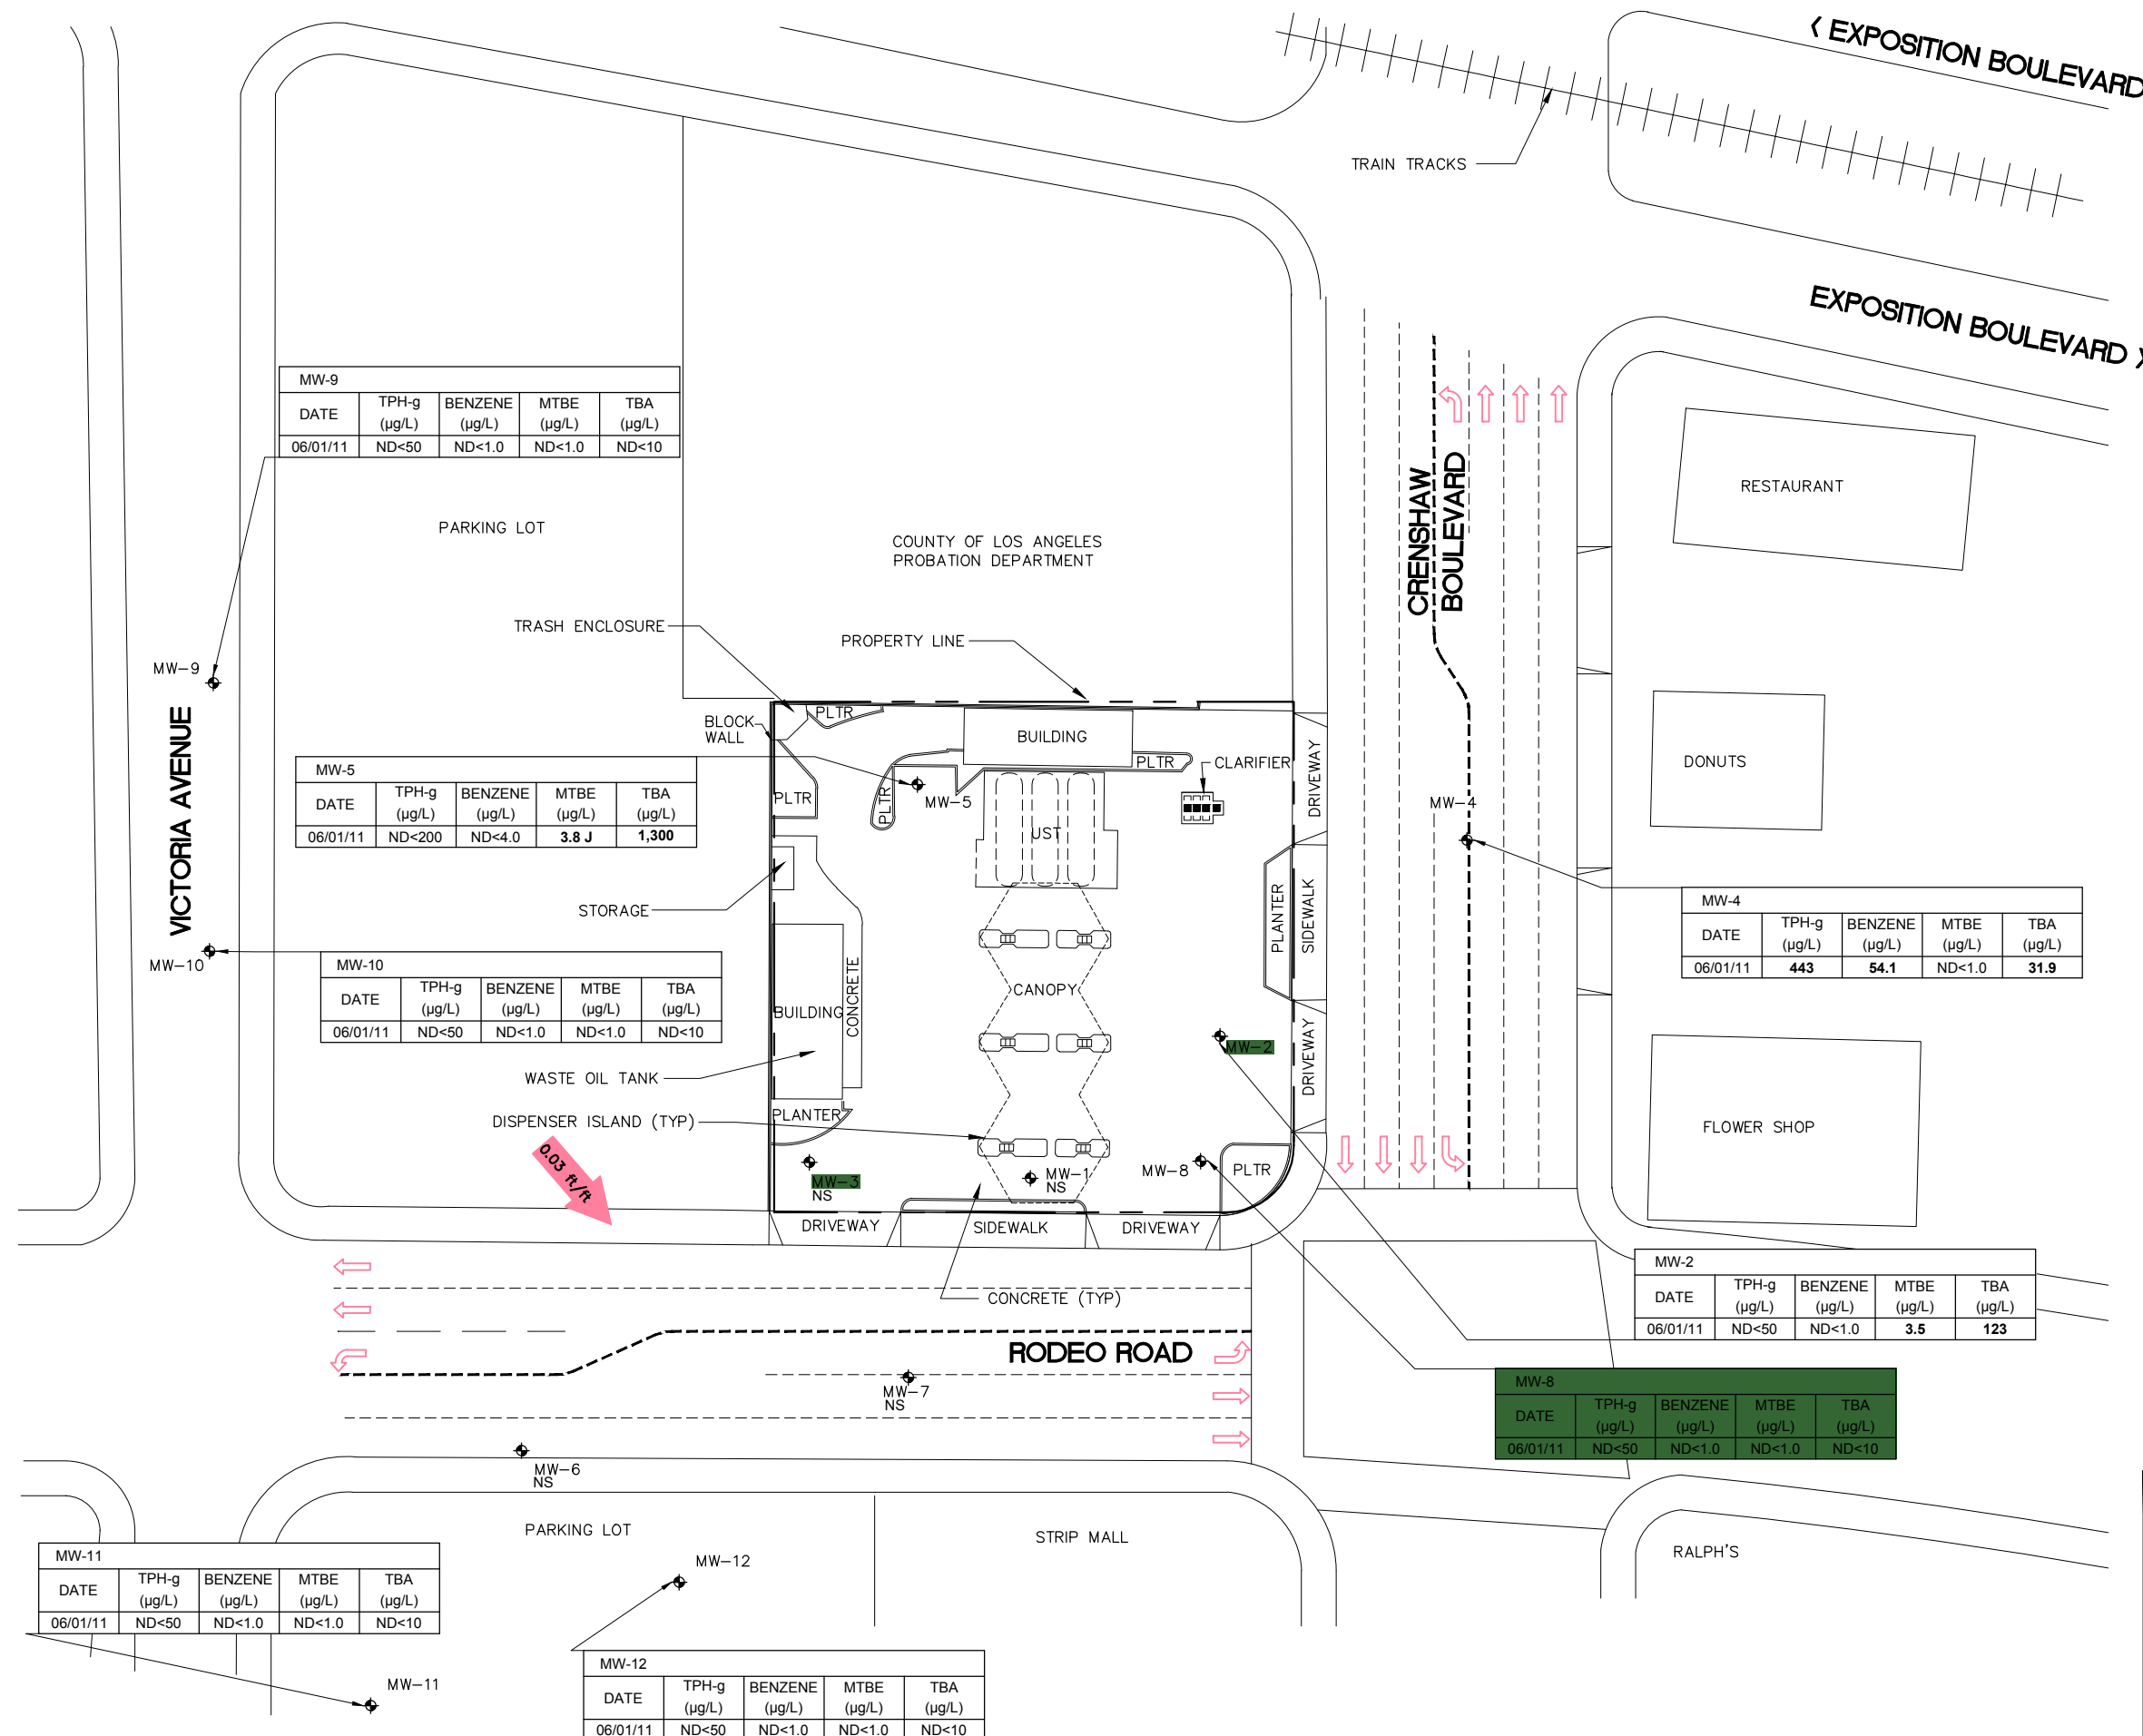 < EXPOSITION BOULEVARD
TRAIN TRACKS
EXPOSITION BOULEVARD >
MW-9
DATE TPH-g (µg/L) BENZENE (µg/L) MTBE (µg/L) TBA (µg/L)
06/01/11 ND<50 ND<1.0 ND<1.0 ND<10
CRENSHAW
BOULEVARD
RESTAURANT
PARKING LOT
COUNTY OF LOS ANGELES
PROBATION DEPARTMENT
TRASH ENCLOSURE
PROPERTY LINE
MW-9
VICTORIA AVENUE
BLOCK
WALL
PLTR
BUILDING
PLTR
CLARIFIER
DRIVEWAY
DONUTS
MW-5
DATE TPH-g (µg/L) BENZENE (µg/L) MTBE (µg/L) TBA (µg/L)
06/01/11 ND<200 ND<4.0 3.8 J 1,300
PLTR
PLTR
MW-5
UST
MW-4
STORAGE
PLANTER
SIDEWALK
MW-4
DATE TPH-g (µg/L) BENZENE (µg/L) MTBE (µg/L) TBA (µg/L)
06/01/11 443 54.1 ND<1.0 31.9
MW-10
MW-10
DATE TPH-g (µg/L) BENZENE (µg/L) MTBE (µg/L) TBA (µg/L)
06/01/11 ND<50 ND<1.0 ND<1.0 ND<10
BUILDING
CONCRETE
CANOPY
MW-2
DRIVEWAY
WASTE OIL TANK
DISPENSER ISLAND (TYP)
PLANTER
FLOWER SHOP
0.03 ft/ft
MW-3
NS
MW-1
NS
MW-8
PLTR
DRIVEWAY
SIDEWALK
DRIVEWAY
CONCRETE (TYP)
MW-2
DATE TPH-g (µg/L) BENZENE (µg/L) MTBE (µg/L) TBA (µg/L)
06/01/11 ND<50 ND<1.0 3.5 123
RODEO ROAD
MW-7
NS
MW-8
DATE TPH-g (µg/L) BENZENE (µg/L) MTBE (µg/L) TBA (µg/L)
06/01/11 ND<50 ND<1.0 ND<1.0 ND<10
MW-6
NS
PARKING LOT
STRIP MALL
RALPH'S
MW-11
DATE TPH-g (µg/L) BENZENE (µg/L) MTBE (µg/L) TBA (µg/L)
06/01/11 ND<50 ND<1.0 ND<1.0 ND<10
MW-12
MW-11
MW-12
DATE TPH-g (µg/L) BENZENE (µg/L) MTBE (µg/L) TBA (µg/L)
06/01/11 ND<50 ND<1.0 ND<1.0 ND<10